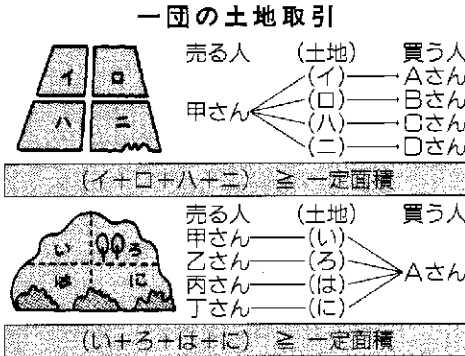 一団の土地取引
売る人 (土地) 買う人
イ ロ ハ ニ
甲さん
(イ) Aさん
(ロ) Bさん
(ハ) Cさん
(ニ) Dさん
(イ+ロ+ハ+ニ) ≧ 一定面積
売る人 (土地) 買う人
い ろ は に
甲さん (い)
乙さん (ろ)
丙さん (は)
丁さん (に)
Aさん
(い+ろ+は+に) ≧ 一定面積